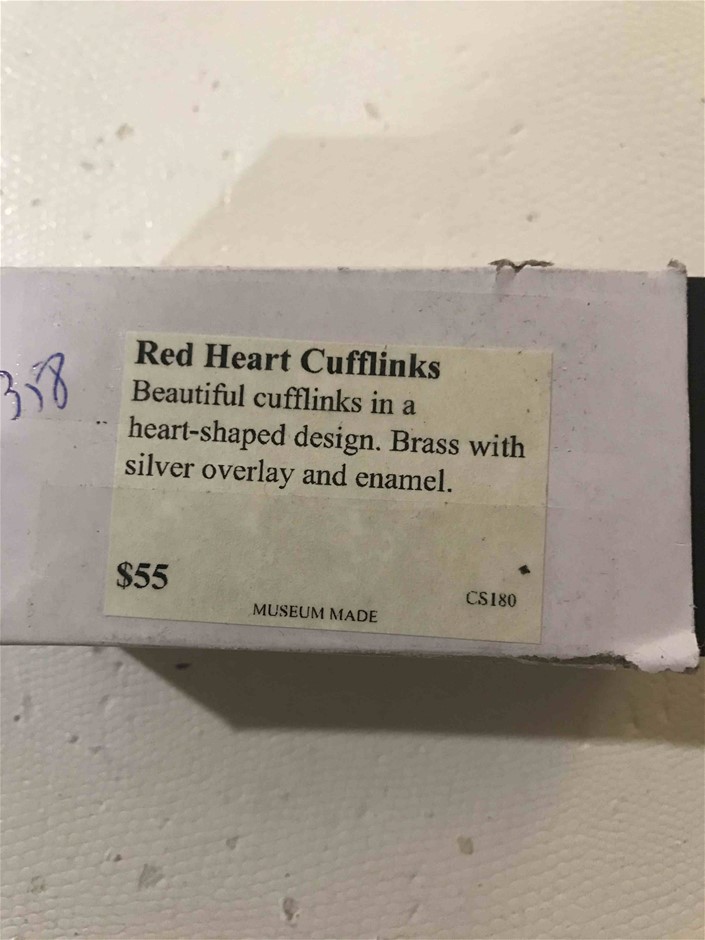 Red Heart Cufflinks
Beautiful cufflinks in a
heart-shaped design. Brass with
silver overlay and enamel.
$55
MUSEUM MADE
CS180